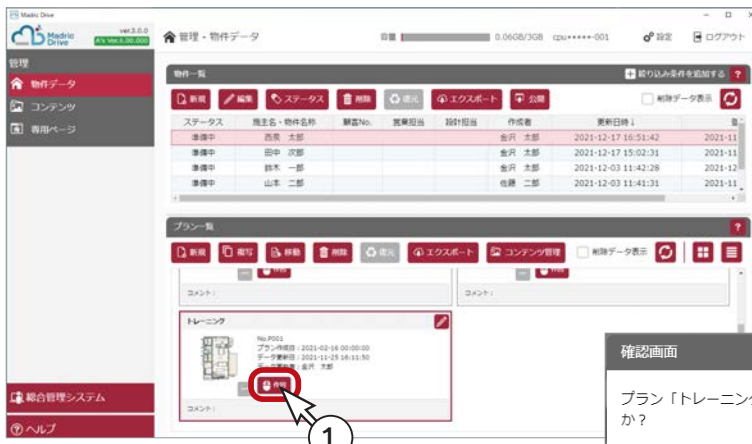 Madric Drive
Madric Drive ver.3.0.0
管理 - 物件データ
容量 0.06GB/3GB cpu*****-001 設定 ログアウト
管理
物件データ
コンテンツ
専用ページ
総合管理システム
ヘルプ
物件一覧 絞り込み条件を追加する ?
新規 編集 ステータス 削除 復元 エクスポート 公開 削除データ表示
ステータス 施主名・物件名称 顧客No. 営業担当 設計担当 作成者 更新日時↓
準備中 西泉 太郎 金沢 太郎 2021-12-17 16:51:42 2021-11
準備中 田中 次郎 金沢 太郎 2021-12-17 15:02:31 2021-11
準備中 鈴木 一郎 金沢 太郎 2021-12-03 11:42:28 2021-12
準備中 山本 二郎 佐藤 二郎 2021-12-03 11:41:31 2021-11
プラン一覧 ?
新規 複写 移動 削除 復元 エクスポート コンテンツ管理 削除データ表示
コメント： コメント：
トレーニング
No.P001
プラン作成日：2021-02-16 00:00:00
データ更新日：2021-11-25 16:11:50
データ更新者：金沢 太郎
作成
コメント：
1
確認画面
プラン「トレーニング
か？